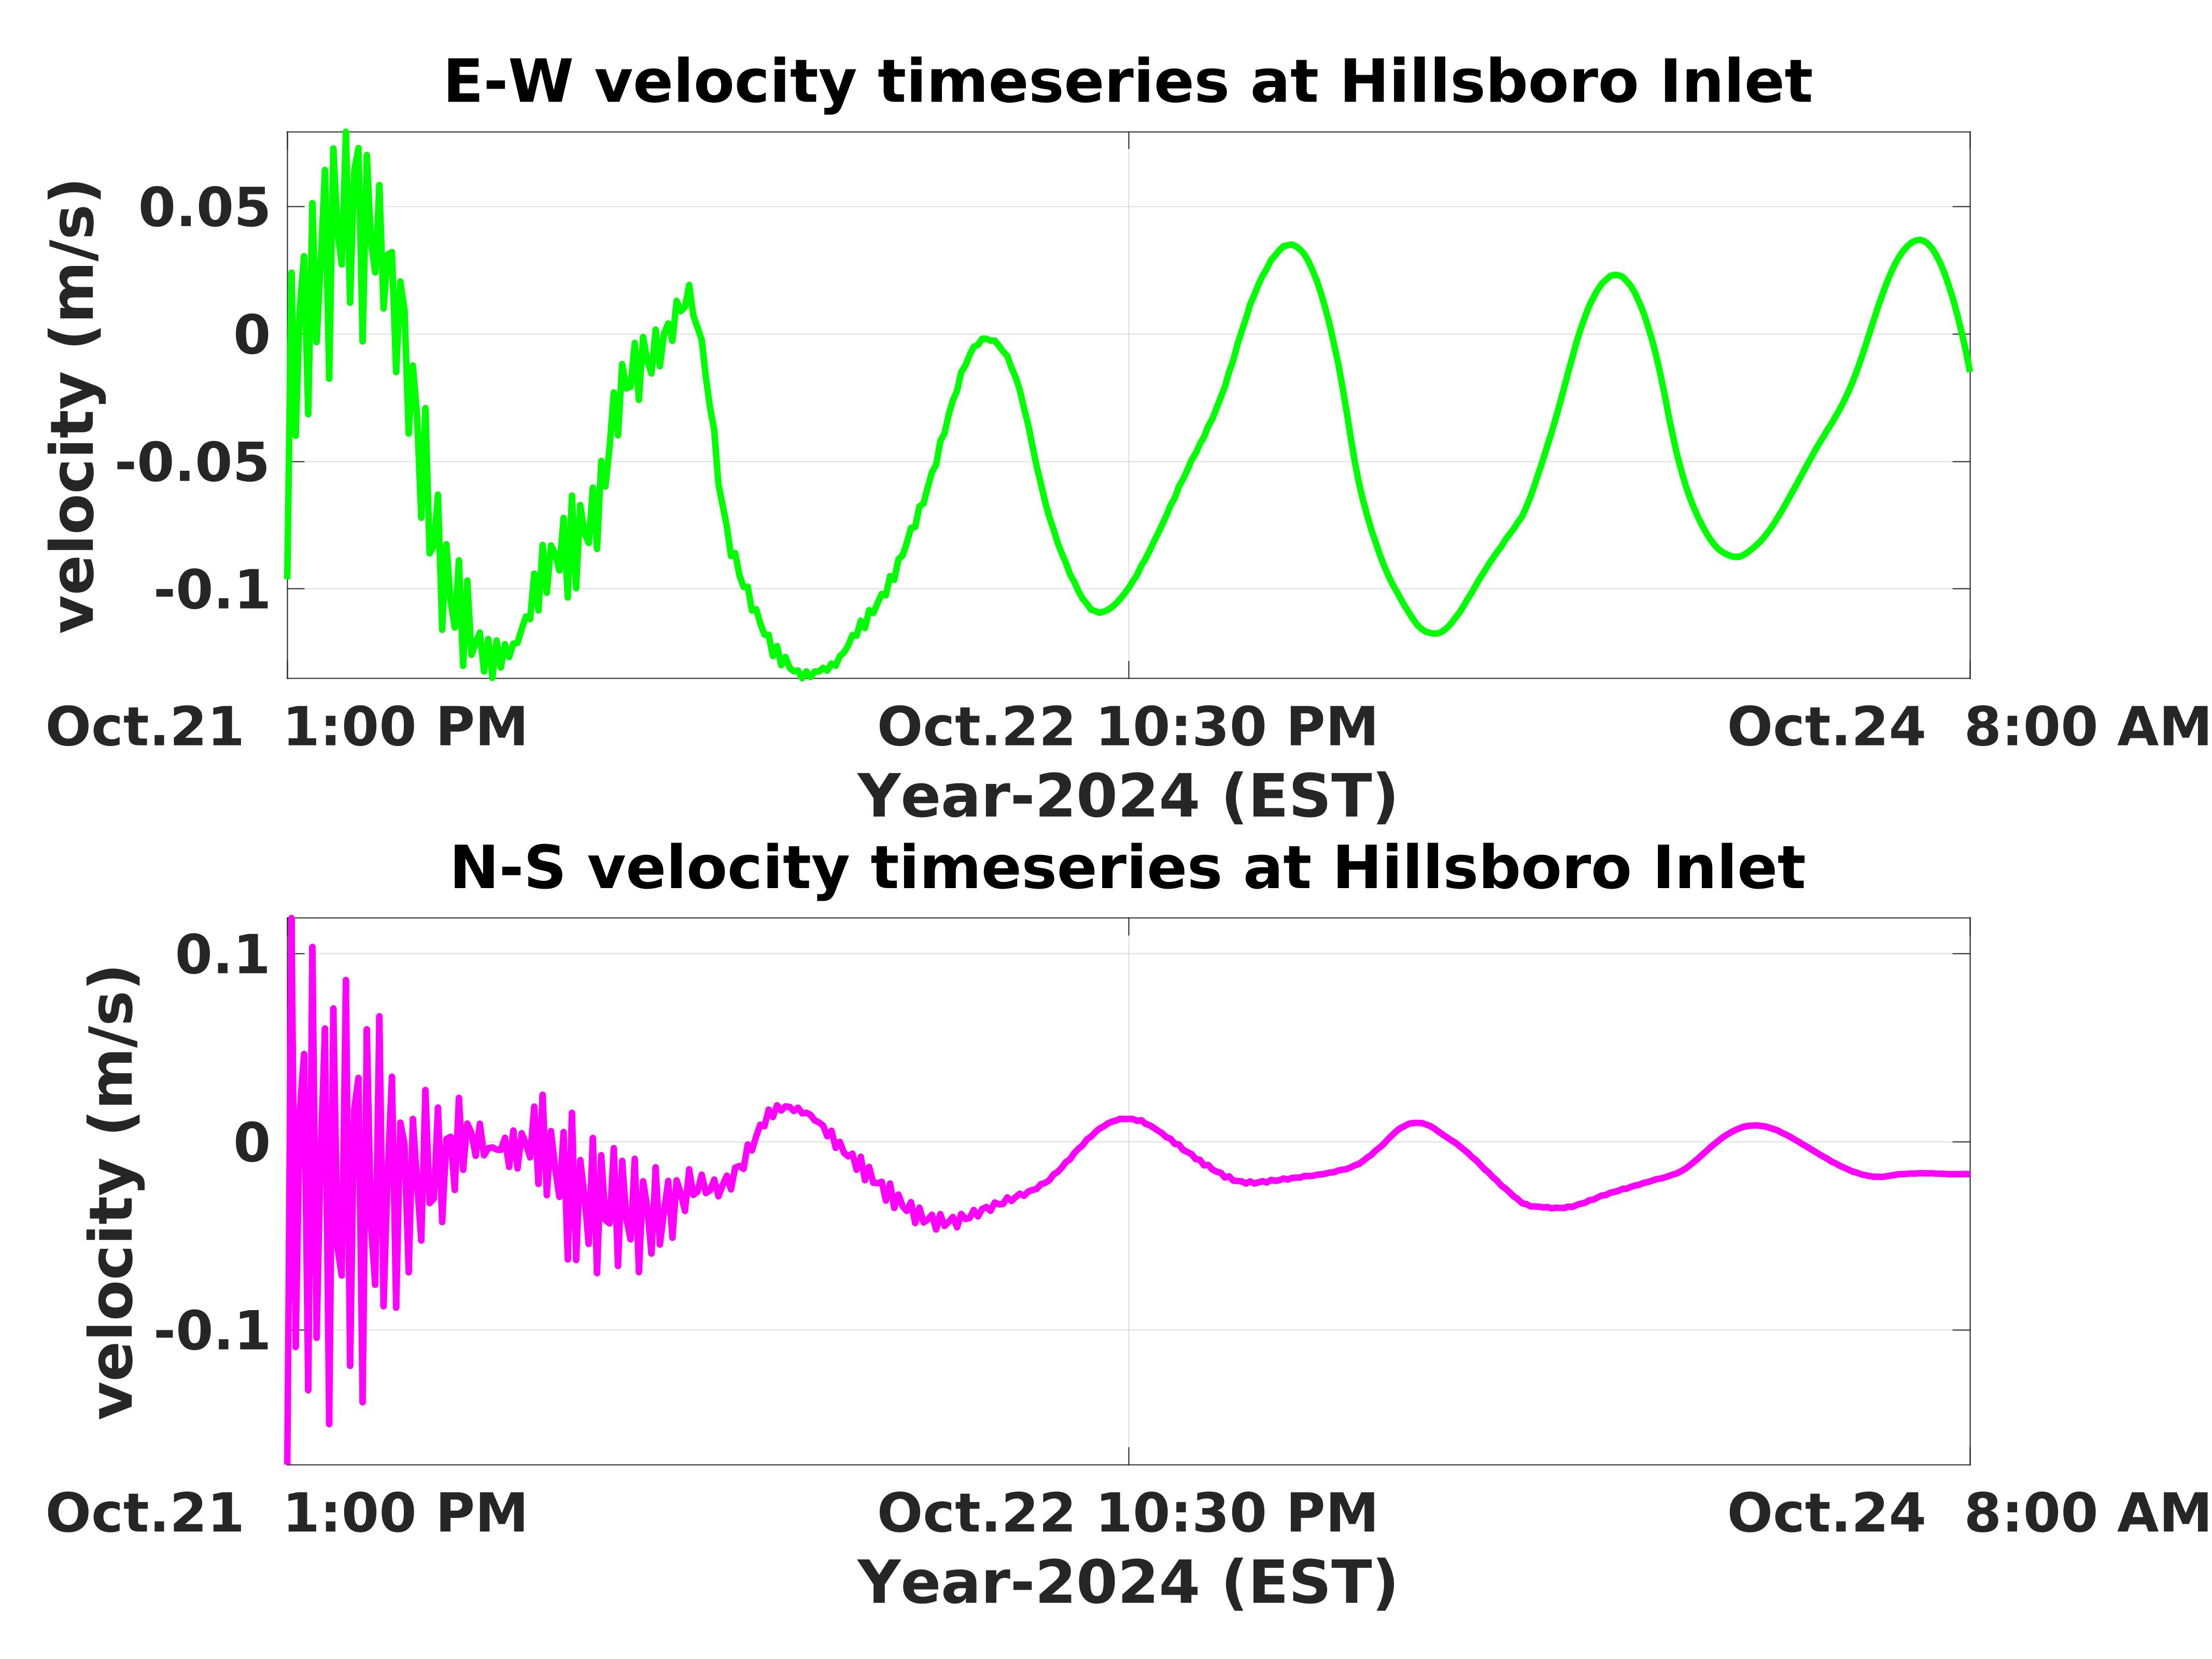 E-W velocity timeseries at Hillsboro Inlet
velocity (m/s)
0.05
0
-0.05
-0.1
Oct.21 1:00 PM Oct.22 10:30 PM Oct.24 8:00 AM
Year-2024 (EST)
N-S velocity timeseries at Hillsboro Inlet
velocity (m/s)
0.1
0
-0.1
Oct.21 1:00 PM Oct.22 10:30 PM Oct.24 8:00 AM
Year-2024 (EST)